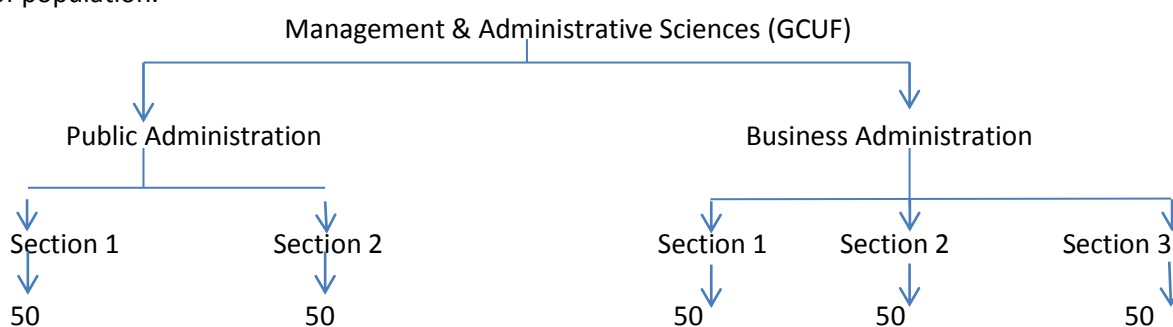 of population.
Management & Administrative Sciences (GCUF)
Public Administration Business Administration
Section 1 Section 2 Section 1 Section 2 Section 3
50 50 50 50 50